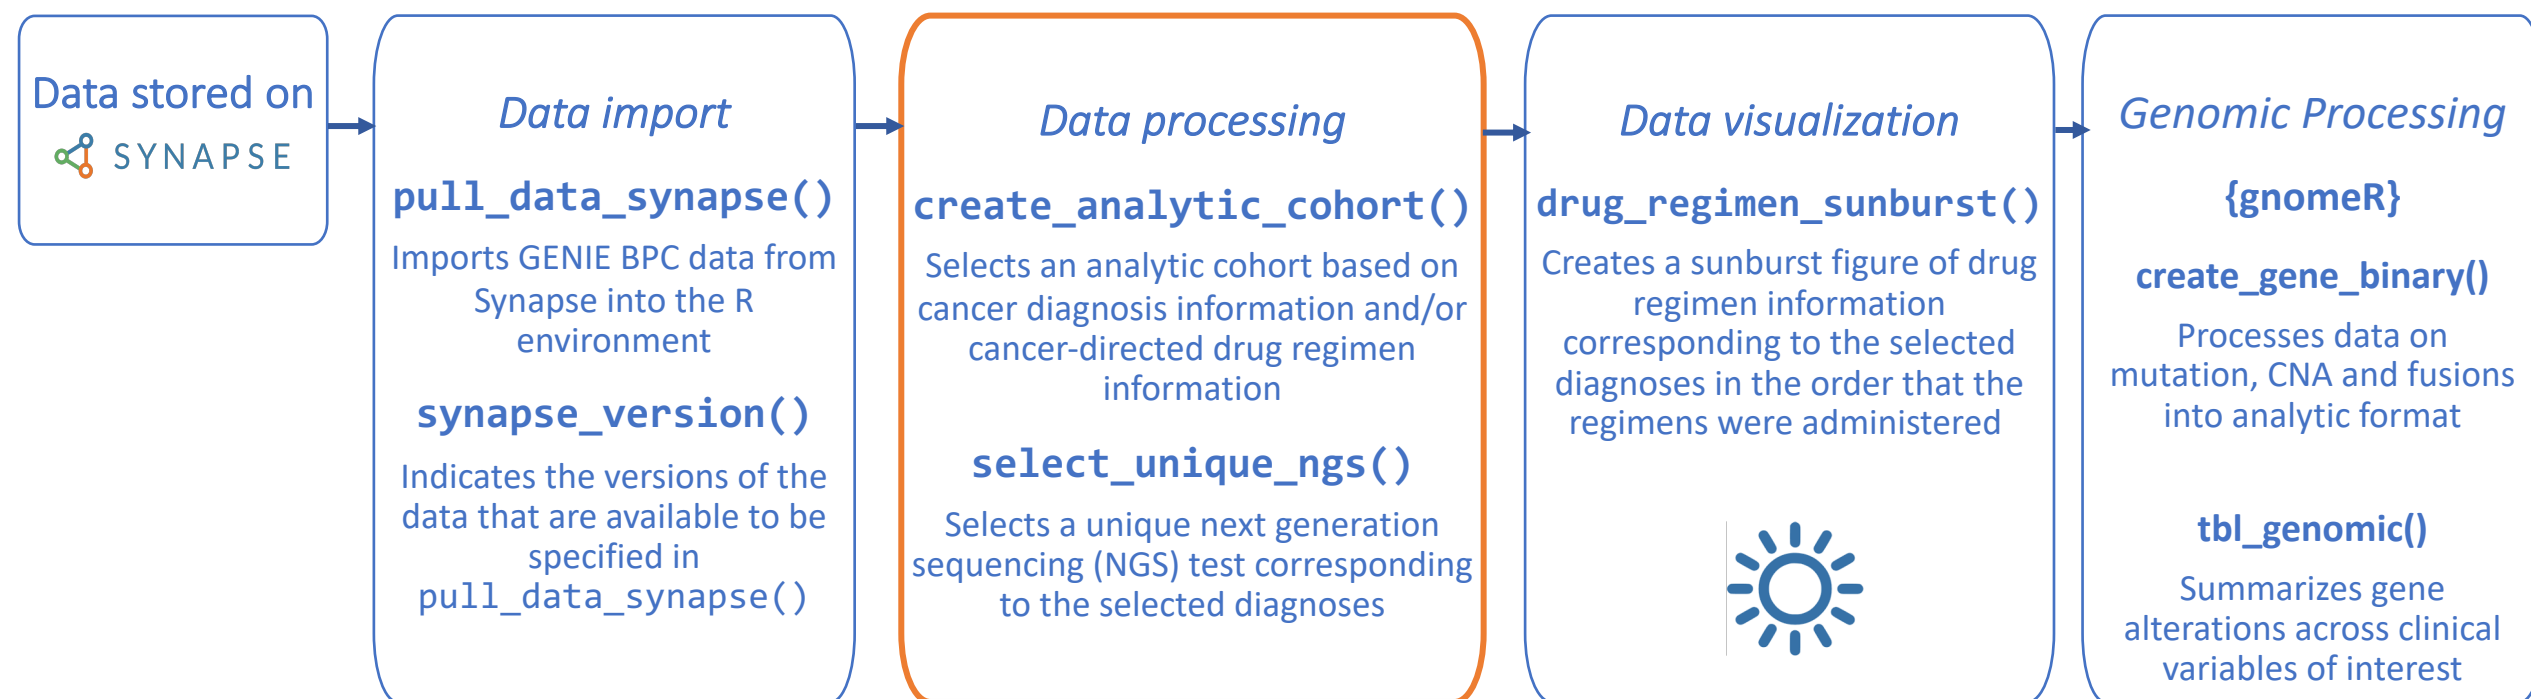 Data stored on
SYNAPSE
Data import
pull_data_synapse()
Imports GENIE BPC data from
Synapse into the R
environment
synapse_version()
Indicates the versions of the
data that are available to be
specified in
pull_data_synapse()
Data processing
create_analytic_cohort()
Selects an analytic cohort based on
cancer diagnosis information and/or
cancer-directed drug regimen
information
select_unique_ngs()
Selects a unique next generation
sequencing (NGS) test corresponding
to the selected diagnoses
Data visualization
drug_regimen_sunburst()
Creates a sunburst figure of drug
regimen information
corresponding to the selected
diagnoses in the order that the
regimens were administered
Genomic Processing
{gnomeR}
create_gene_binary()
Processes data on
mutation, CNA and fusions
into analytic format
tbl_genomic()
Summarizes gene
alterations across clinical
variables of interest